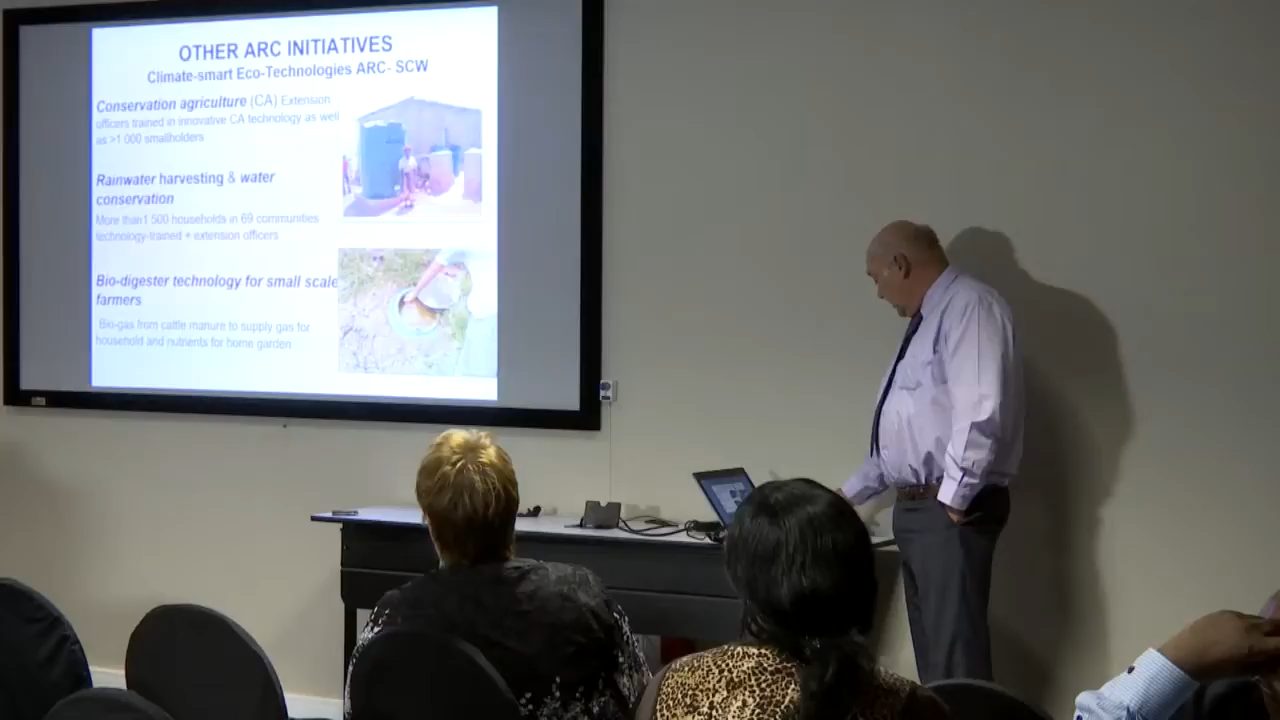 OTHER ARC INITIATIVES
Climate-smart Eco-Technologies ARC- SCW
Conservation agriculture (CA) Extension
officers trained in innovative CA technology as well
as >1 000 smallholders
Rainwater harvesting & water
conservation
More than1 500 households in 69 communities
technology-trained + extension officers
Bio-digester technology for small scale
farmers
Bio-gas from cattle manure to supply gas for
household and nutrients for home garden